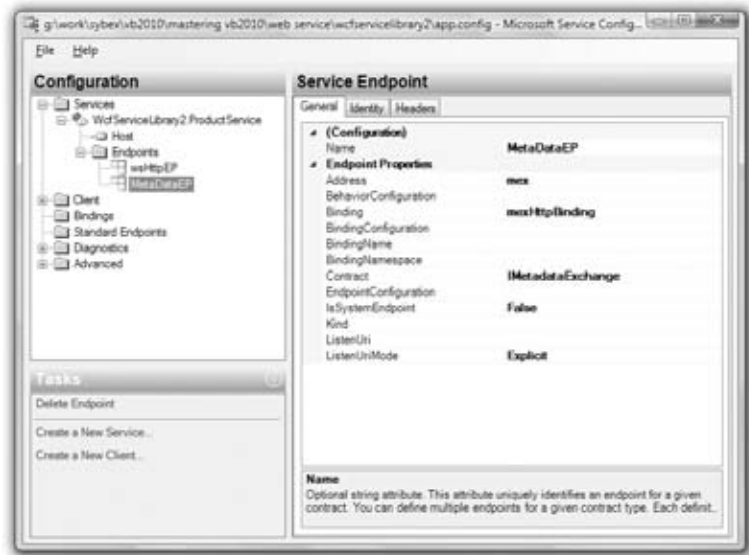 g:\work\sybex\vb2010\mastering vb2010\web service\wcfservicelibrary2\app.config - Microsoft Service Config...
File Help
Configuration
Services
WcfServiceLibrary2.ProductService
Host
Endpoints
wsHttpEP
MetaDataEP
Client
Bindings
Standard Endpoints
Diagnostics
Advanced
Tasks
Delete Endpoint
Create a New Service...
Create a New Client...
Service Endpoint
General Identity Headers
(Configuration)
Name MetaDataEP
Endpoint Properties
Address mex
BehaviorConfiguration
Binding mexHttpBinding
BindingConfiguration
BindingName
BindingNamespace
Contract IMetadataExchange
EndpointConfiguration
IsSystemEndpoint False
Kind
ListenUri
ListenUriMode Explicit
Name
Optional string attribute. This attribute uniquely identifies an endpoint for a given
contract. You can define multiple endpoints for a given contract type. Each definit...